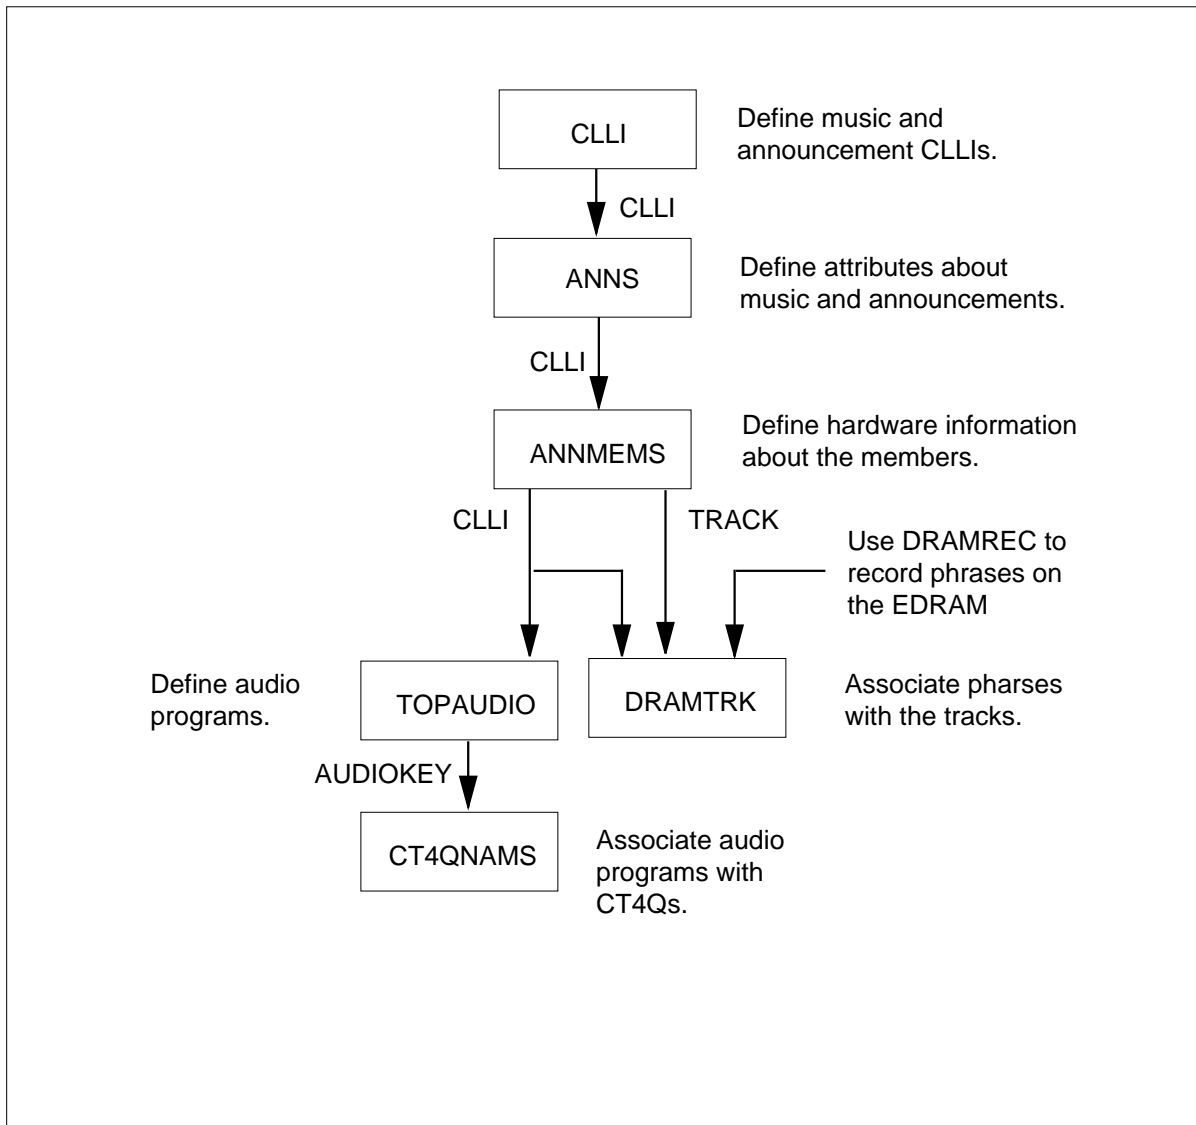 CLLI
Define music and
announcement CLLIs.
CLLI
ANNS
Define attributes about
music and announcements.
CLLI
ANNMEMS
Define hardware information
about the members.
CLLI
TRACK
Use DRAMREC to
record phrases on
the EDRAM
Define audio
programs.
TOPAUDIO
DRAMTRK
Associate pharses
with the tracks.
AUDIOKEY
CT4QNAMS
Associate audio
programs with
CT4Qs.